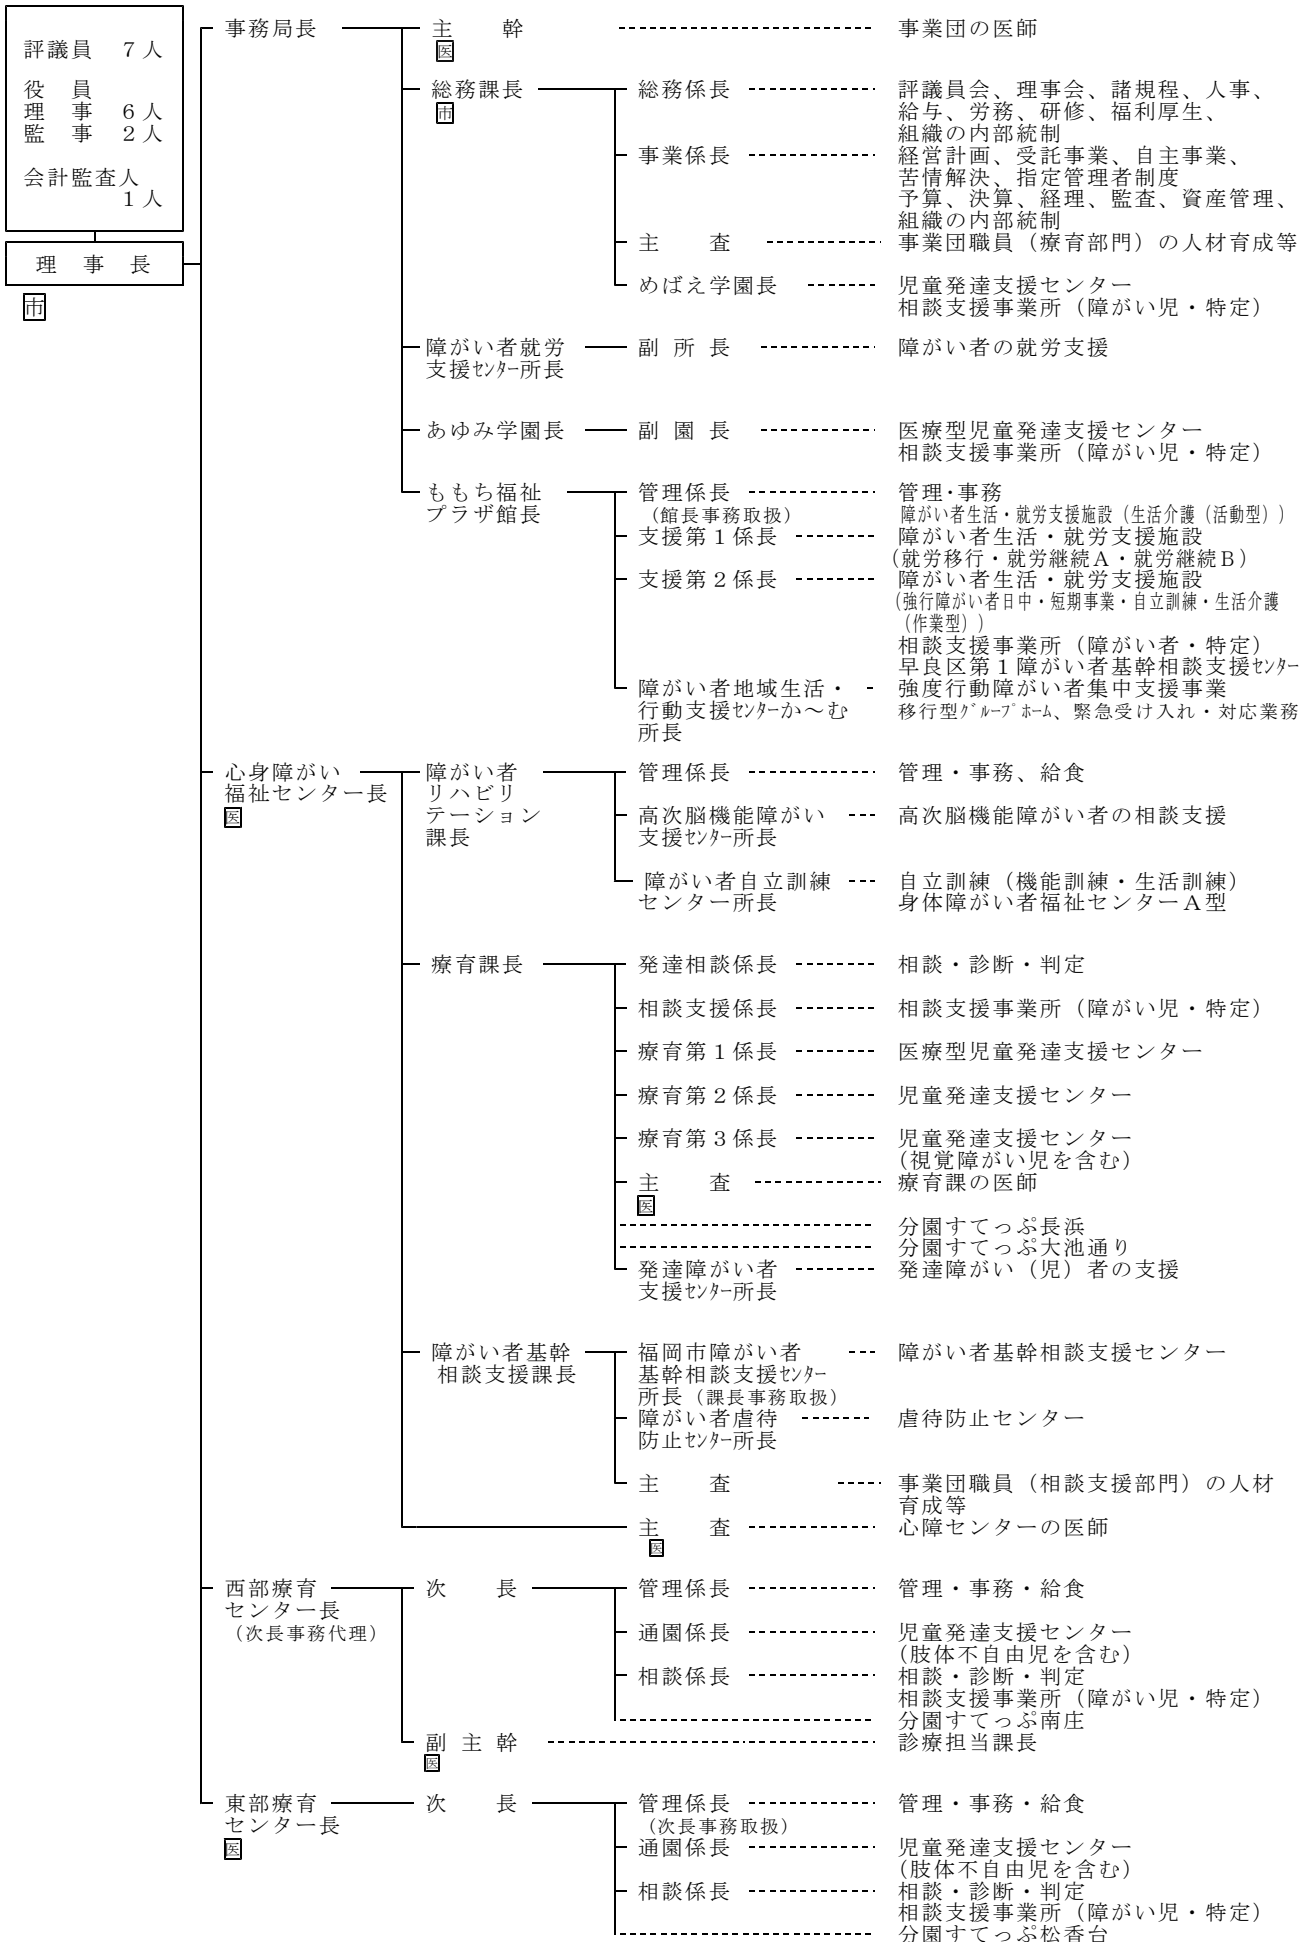 評議員　７人
役　員
理　事　６人
監　事　２人
会計監査人
１人
理　事　長
市
事務局長
主　　幹
事業団の医師
医
総務課長
総務係長
評議員会、理事会、諸規程、人事、
市
給与、労務、研修、福利厚生、
組織の内部統制
事業係長
経営計画、受託事業、自主事業、
苦情解決、指定管理者制度
予算、決算、経理、監査、資産管理、
組織の内部統制
主　　査
事業団職員（療育部門）の人材育成等
めばえ学園長
児童発達支援センター
相談支援事業所（障がい児・特定）
障がい者就労
支援ｾﾝﾀｰ所長
副 所 長
障がい者の就労支援
あゆみ学園長
副 園 長
医療型児童発達支援センター
相談支援事業所（障がい児・特定）
ももち福祉
プラザ館長
管理係長
（館長事務取扱）
管理･事務
障がい者生活・就労支援施設（生活介護（活動型））
支援第１係長
障がい者生活・就労支援施設
（就労移行・就労継続Ａ・就労継続Ｂ）
支援第２係長
障がい者生活・就労支援施設
（強行障がい者日中・短期事業・自立訓練・生活介護
（作業型））
相談支援事業所（障がい者・特定）
早良区第１障がい者基幹相談支援ｾﾝﾀｰ
障がい者地域生活・
行動支援ｾﾝﾀｰか～む
所長
強度行動障がい者集中支援事業
移行型ｸﾞﾙｰﾌﾟﾎｰﾑ、緊急受け入れ・対応業務
心身障がい
福祉センター長
医
障がい者
リハビリ
テーション
課長
管理係長
管理・事務、給食
高次脳機能障がい
支援ｾﾝﾀｰ所長
高次脳機能障がい者の相談支援
障がい者自立訓練
センター所長
自立訓練（機能訓練・生活訓練）
身体障がい者福祉センターＡ型
療育課長
発達相談係長
相談・診断・判定
相談支援係長
相談支援事業所（障がい児・特定）
療育第１係長
医療型児童発達支援センター
療育第２係長
児童発達支援センター
療育第３係長
児童発達支援センター
（視覚障がい児を含む）
主　　査
医
療育課の医師
分園すてっぷ長浜
分園すてっぷ大池通り
発達障がい者
支援ｾﾝﾀｰ所長
発達障がい（児）者の支援
障がい者基幹
相談支援課長
福岡市障がい者
基幹相談支援ｾﾝﾀｰ
所長（課長事務取扱）
障がい者基幹相談支援センター
障がい者虐待
防止ｾﾝﾀｰ所長
虐待防止センター
主　　査
事業団職員（相談支援部門）の人材
育成等
主　　査
医
心障センターの医師
西部療育
センター長
（次長事務代理）
次　　長
管理係長
管理・事務・給食
通園係長
児童発達支援センター
（肢体不自由児を含む）
相談係長
相談・診断・判定
相談支援事業所（障がい児・特定）
分園すてっぷ南庄
副 主 幹
医
診療担当課長
東部療育
センター長
医
次　　長
管理係長
（次長事務取扱）
管理・事務・給食
通園係長
児童発達支援センター
（肢体不自由児を含む）
相談係長
相談・診断・判定
相談支援事業所（障がい児・特定）
分園すてっぷ松香台